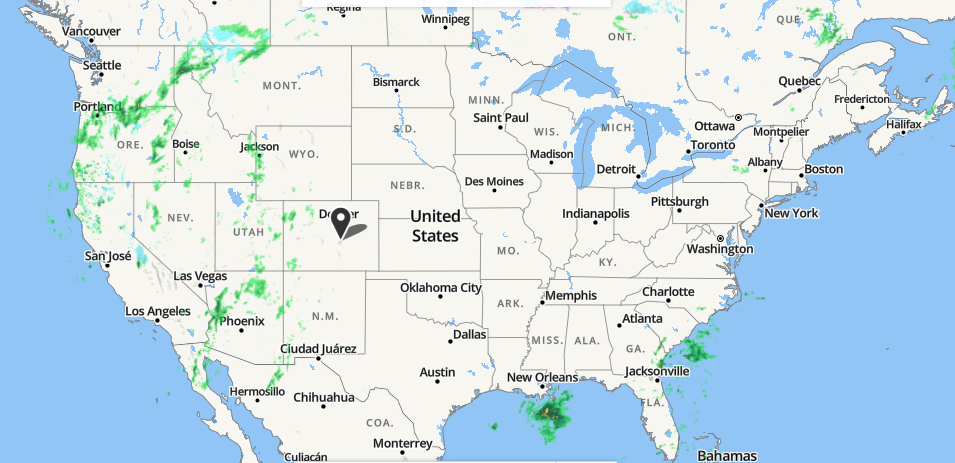 Regina
Winnipeg
Vancouver
ONT.
QUE.
Seattle
Bismarck
MONT.
Quebec
MINN.
Fredericton
Portland
Saint Paul
Ottawa
Halifax
S.D.
WIS.
MICH.
Montpelier
ORE.
Boise
Jackson
Toronto
WYO.
Madison
Albany
Detroit
Boston
NEBR.
Des Moines
Pittsburgh
Indianapolis
New York
NEV.
United
States
UTAH
Washington
San José
MO.
KY.
Las Vegas
Oklahoma City
Charlotte
Memphis
Los Angeles
ARK.
N.M.
Phoenix
Atlanta
Dallas
MISS.
ALA.
GA.
Ciudad Juárez
Austin
New Orleans
Jacksonville
Hermosillo
Chihuahua
FLA.
COA.
Monterrey
Culiacán
Bahamas